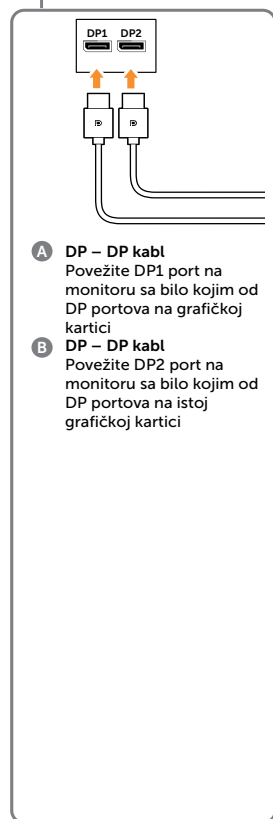 DP1 DP2
A DP – DP kabl
Povežite DP1 port na
monitoru sa bilo kojim od
DP portova na grafičkoj
kartici
B DP – DP kabl
Povežite DP2 port na
monitoru sa bilo kojim od
DP portova na istoj
grafičkoj kartici